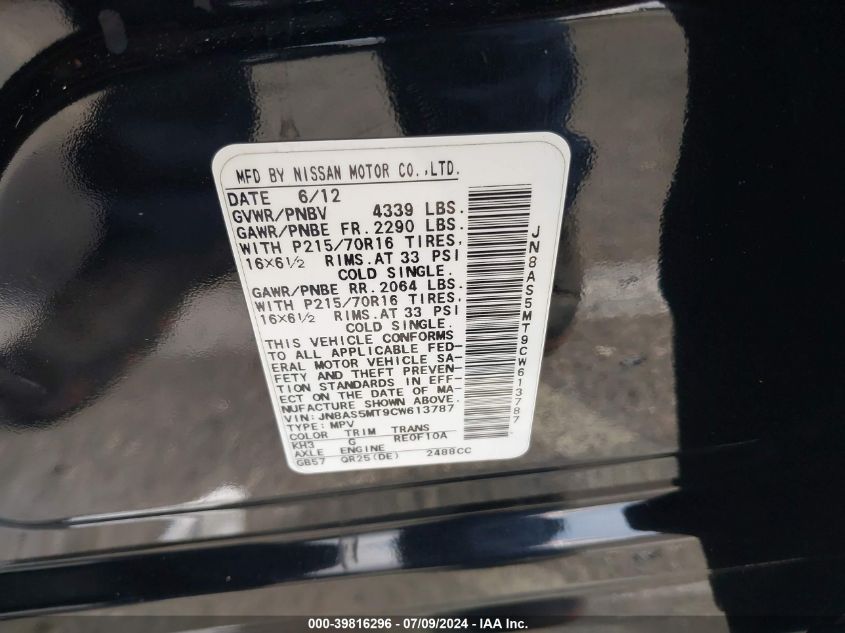 MFD BY NISSAN MOTOR CO.,LTD.
DATE 6/12
GVWR/PNBV 4339 LBS.
GAWR/PNBE FR. 2290 LBS.
WITH P215/70R16 TIRES,
16×6½ RIMS.AT 33 PSI
COLD SINGLE.
GAWR/PNBE RR. 2064 LBS.
WITH P215/70R16 TIRES,
16×6½ RIMS.AT 33 PSI
COLD SINGLE.
THIS VEHICLE CONFORMS
TO ALL APPLICABLE FED-
ERAL MOTOR VEHICLE SA-
FETY AND THEFT PREVEN-
TION STANDARDS IN EFF-
ECT ON THE DATE OF MA-
NUFACTURE SHOWN ABOVE.
VIN: JN8AS5MT9CW613787
TYPE: MPV
COLOR TRIM TRANS
KH3 G RE0F10A
AXLE ENGINE
GB57 QR25(DE) 2488CC
JN8AS5MT9CW613787
000-39816296 - 07/09/2024 - IAA Inc.